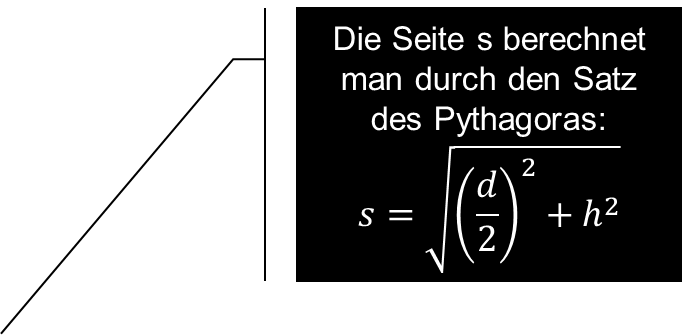 Die Seite s berechnet
man durch den Satz
des Pythagoras:
s = √((d/2)² + h²)